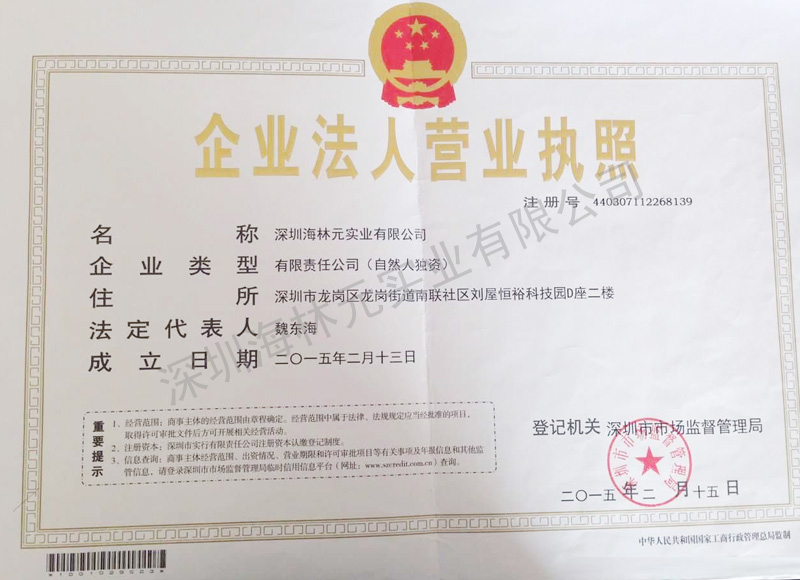 企业法人营业执照
注册号 440307112268139
名称 深圳海林元实业有限公司
企业类型 有限责任公司（自然人独资）
住所 深圳市龙岗区龙岗街道南联社区刘屋恒裕科技园D座二楼
法定代表人 魏东海
成立日期 二〇一五年二月十三日
深圳海林元实业有限公司
重要提示
1、经营范围：商事主体的经营范围由章程确定。经营范围中属于法律、法规规定应当经批准的项目，
取得许可审批文件后方可开展相关经营活动。
2、注册资本：深圳市实行有限责任公司注册资本认缴登记制度。
3、信息查询：商事主体经营范围、出资情况、营业期限和许可审批项目等有关事项及年报信息和其他监
管信息，请登录深圳市市场监督管理局临时信用信息平台（网址：www.szcredit.com.cn）查询。
登记机关 深圳市市场监督管理局
深圳市市场监督管理局
二〇一五年二月十五日
中华人民共和国国家工商行政管理总局监制